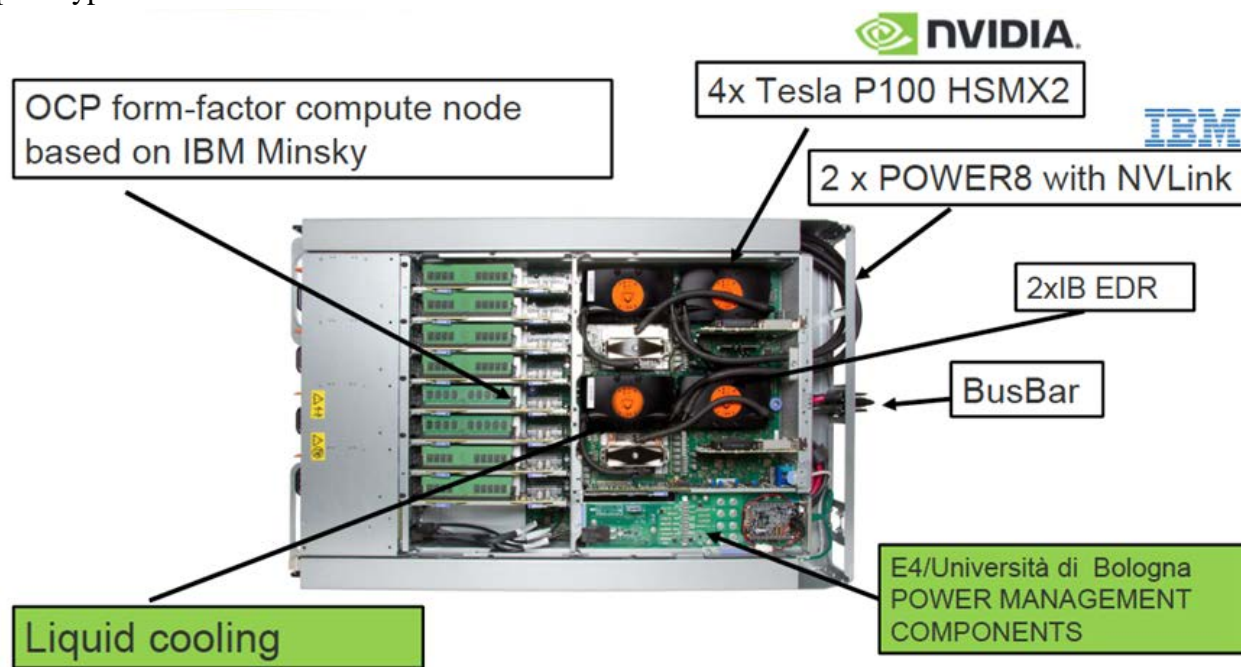 NVIDIA.
4x Tesla P100 HSMX2
OCP form-factor compute node
based on IBM Minsky
IBM
2 x POWER8 with NVLink
2xIB EDR
BusBar
E4/Università di Bologna
POWER MANAGEMENT
COMPONENTS
Liquid cooling